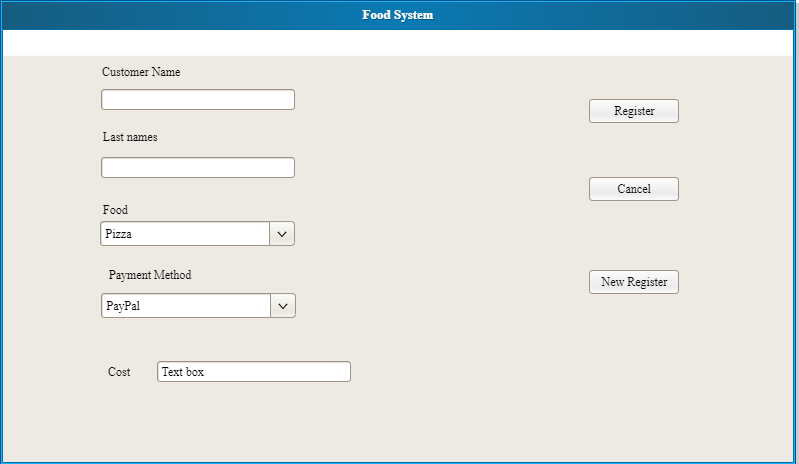 Food System
Customer Name
Register
Last names
Cancel
Food
Pizza
Payment Method
New Register
PayPal
Cost
Text box